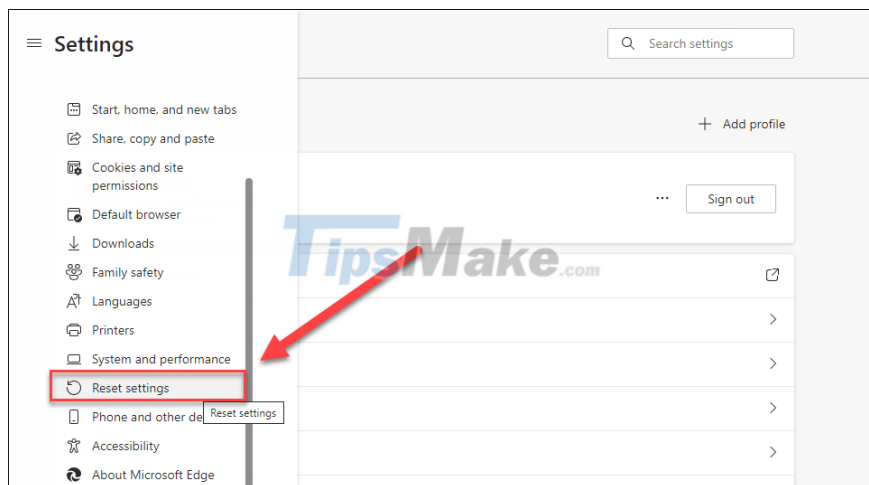 Settings
Search settings
Start, home, and new tabs
Share, copy and paste
Cookies and site
permissions
Default browser
Downloads
Family safety
Languages
Printers
System and performance
Reset settings
Phone and other de
Accessibility
About Microsoft Edge
Reset settings
Add profile
Sign out
TipsMake.com